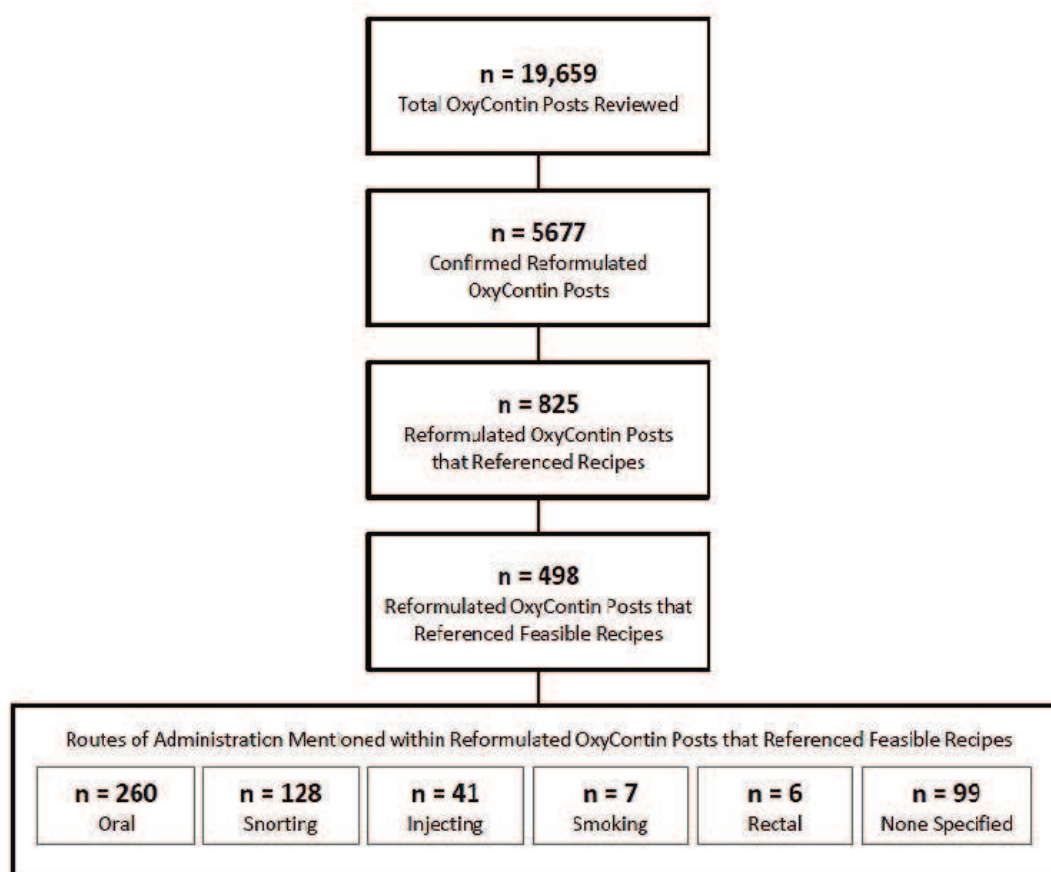 n = 19,659
Total OxyContin Posts Reviewed
n = 5677
Confirmed Reformulated
OxyContin Posts
n = 825
Reformulated OxyContin Posts
that Referenced Recipes
n = 498
Reformulated OxyContin Posts that
Referenced Feasible Recipes
Routes of Administration Mentioned within Reformulated OxyContin Posts that Referenced Feasible Recipes
n = 260
Oral
n = 128
Snorting
n = 41
Injecting
n = 7
Smoking
n = 6
Rectal
n = 99
None Specified